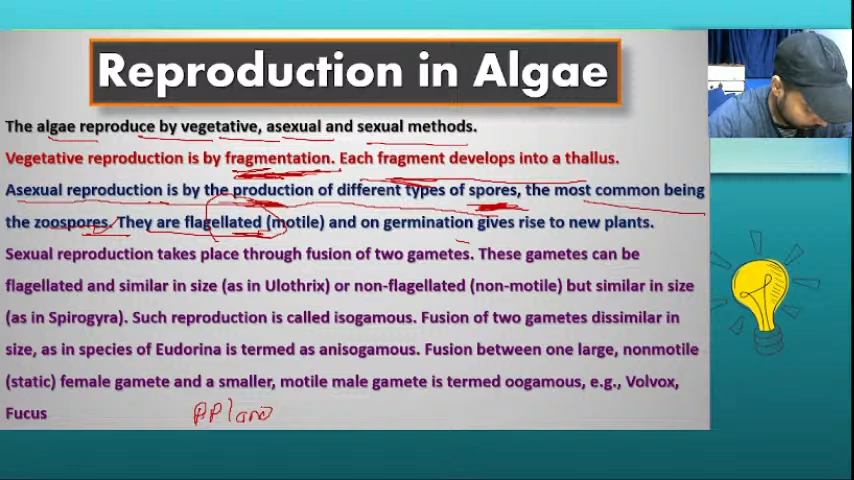 Reproduction in Algae
The algae reproduce by vegetative, asexual and sexual methods.
Vegetative reproduction is by fragmentation. Each fragment develops into a thallus.
Asexual reproduction is by the production of different types of spores, the most common being
the zoospores. They are flagellated (motile) and on germination gives rise to new plants.
Sexual reproduction takes place through fusion of two gametes. These gametes can be
flagellated and similar in size (as in Ulothrix) or non-flagellated (non-motile) but similar in size
(as in Spirogyra). Such reproduction is called isogamous. Fusion of two gametes dissimilar in
size, as in species of Eudorina is termed as anisogamous. Fusion between one large, nonmotile
(static) female gamete and a smaller, motile male gamete is termed oogamous, e.g., Volvox,
Fucus